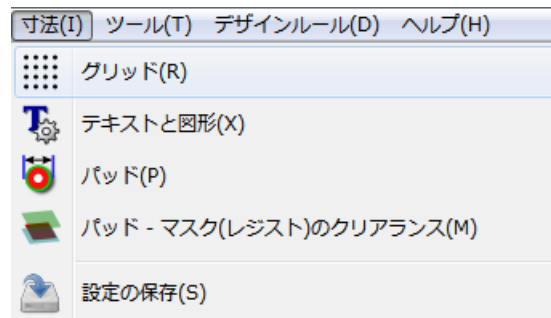 寸法(I) ツール(T) デザインルール(D) ヘルプ(H)
グリッド(R)
テキストと図形(X)
パッド(P)
パッド - マスク(レジスト)のクリアランス(M)
設定の保存(S)